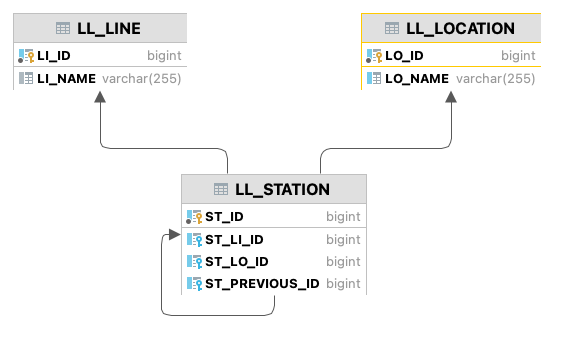 LL_LINE
LI_ID bigint
LI_NAME varchar(255)
LL_LOCATION
LO_ID bigint
LO_NAME varchar(255)
LL_STATION
ST_ID bigint
ST_LI_ID bigint
ST_LO_ID bigint
ST_PREVIOUS_ID bigint